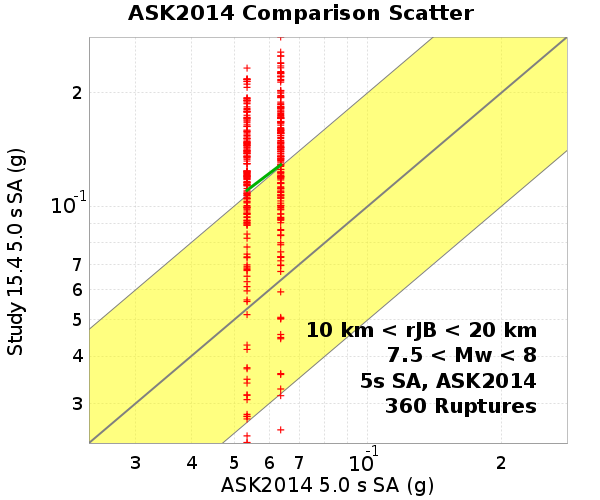 ASK2014 Comparison Scatter
Study 15.4 5.0 s SA (g)
2
10-1
7
6
5
4
3
10 km < rJB < 20 km
7.5 < Mw < 8
5s SA, ASK2014
360 Ruptures
3 4 5 6 7 10-1 2
ASK2014 5.0 s SA (g)